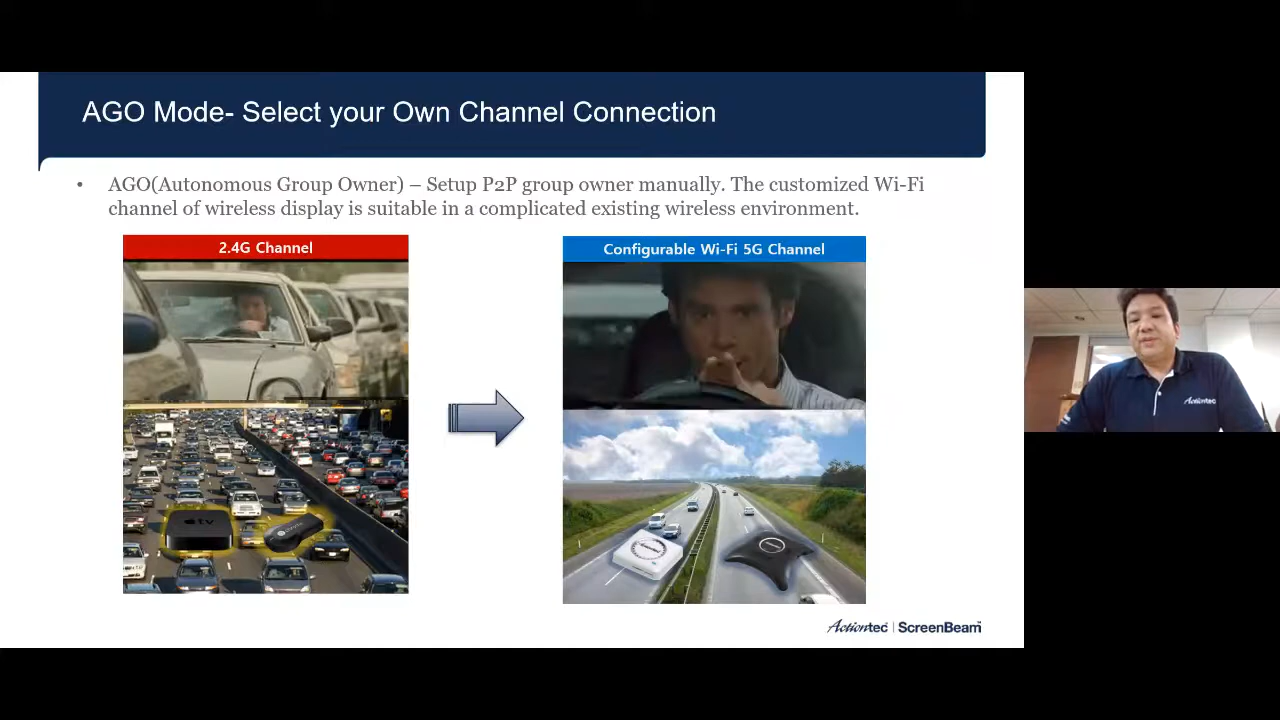 AGO Mode- Select your Own Channel Connection
• AGO(Autonomous Group Owner) – Setup P2P group owner manually. The customized Wi-Fi
channel of wireless display is suitable in a complicated existing wireless environment.
2.4G Channel
Configurable Wi-Fi 5G Channel
tv
Actiontec | ScreenBeam
Actiontec